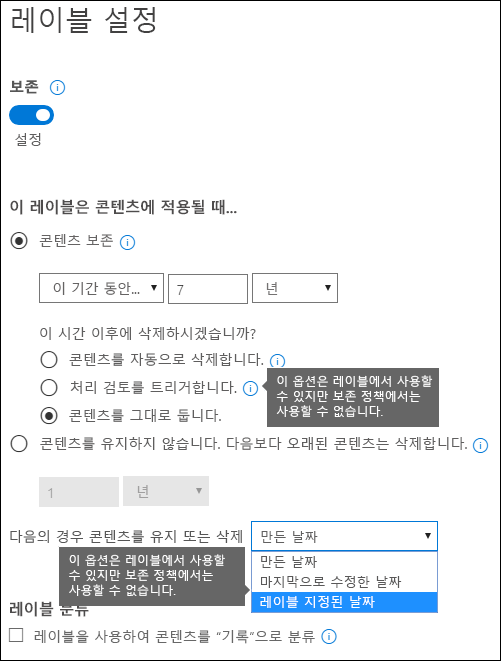 레이블 설정
보존
설정
이 레이블은 콘텐츠에 적용될 때...
콘텐츠 보존
이 기간 동안... 7 년
이 시간 이후에 삭제하시겠습니까?
콘텐츠를 자동으로 삭제합니다.
처리 검토를 트리거합니다.
이 옵션은 레이블에서 사용할
수 있지만 보존 정책에서는
사용할 수 없습니다.
콘텐츠를 그대로 둡니다.
콘텐츠를 유지하지 않습니다. 다음보다 오래된 콘텐츠는 삭제합니다.
1 년
다음의 경우 콘텐츠를 유지 또는 삭제 만든 날짜
만든 날짜
마지막으로 수정한 날짜
레이블 지정된 날짜
이 옵션은 레이블에서 사용할
수 있지만 보존 정책에서는
사용할 수 없습니다.
레이블 분류
레이블을 사용하여 콘텐츠를 “기록”으로 분류